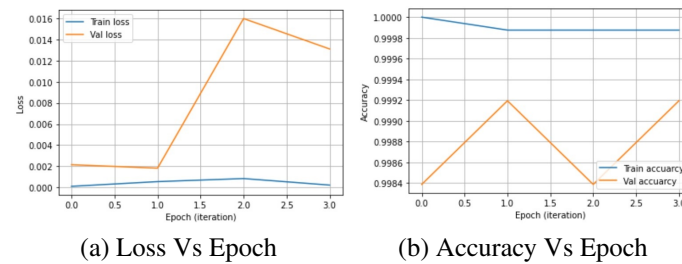 0.016
0.014
0.012
0.010
0.008
0.006
0.004
0.002
0.000
Loss
Train loss
Val loss
0.0 0.5 1.0 1.5 2.0 2.5 3.0
Epoch (iteration)
(a) Loss Vs Epoch
1.0000
0.9998
0.9996
0.9994
0.9992
0.9990
0.9988
0.9986
0.9984
Accuracy
Train accuarcy
Val accuarcy
0.0 0.5 1.0 1.5 2.0 2.5 3.0
Epoch (iteration)
(b) Accuracy Vs Epoch